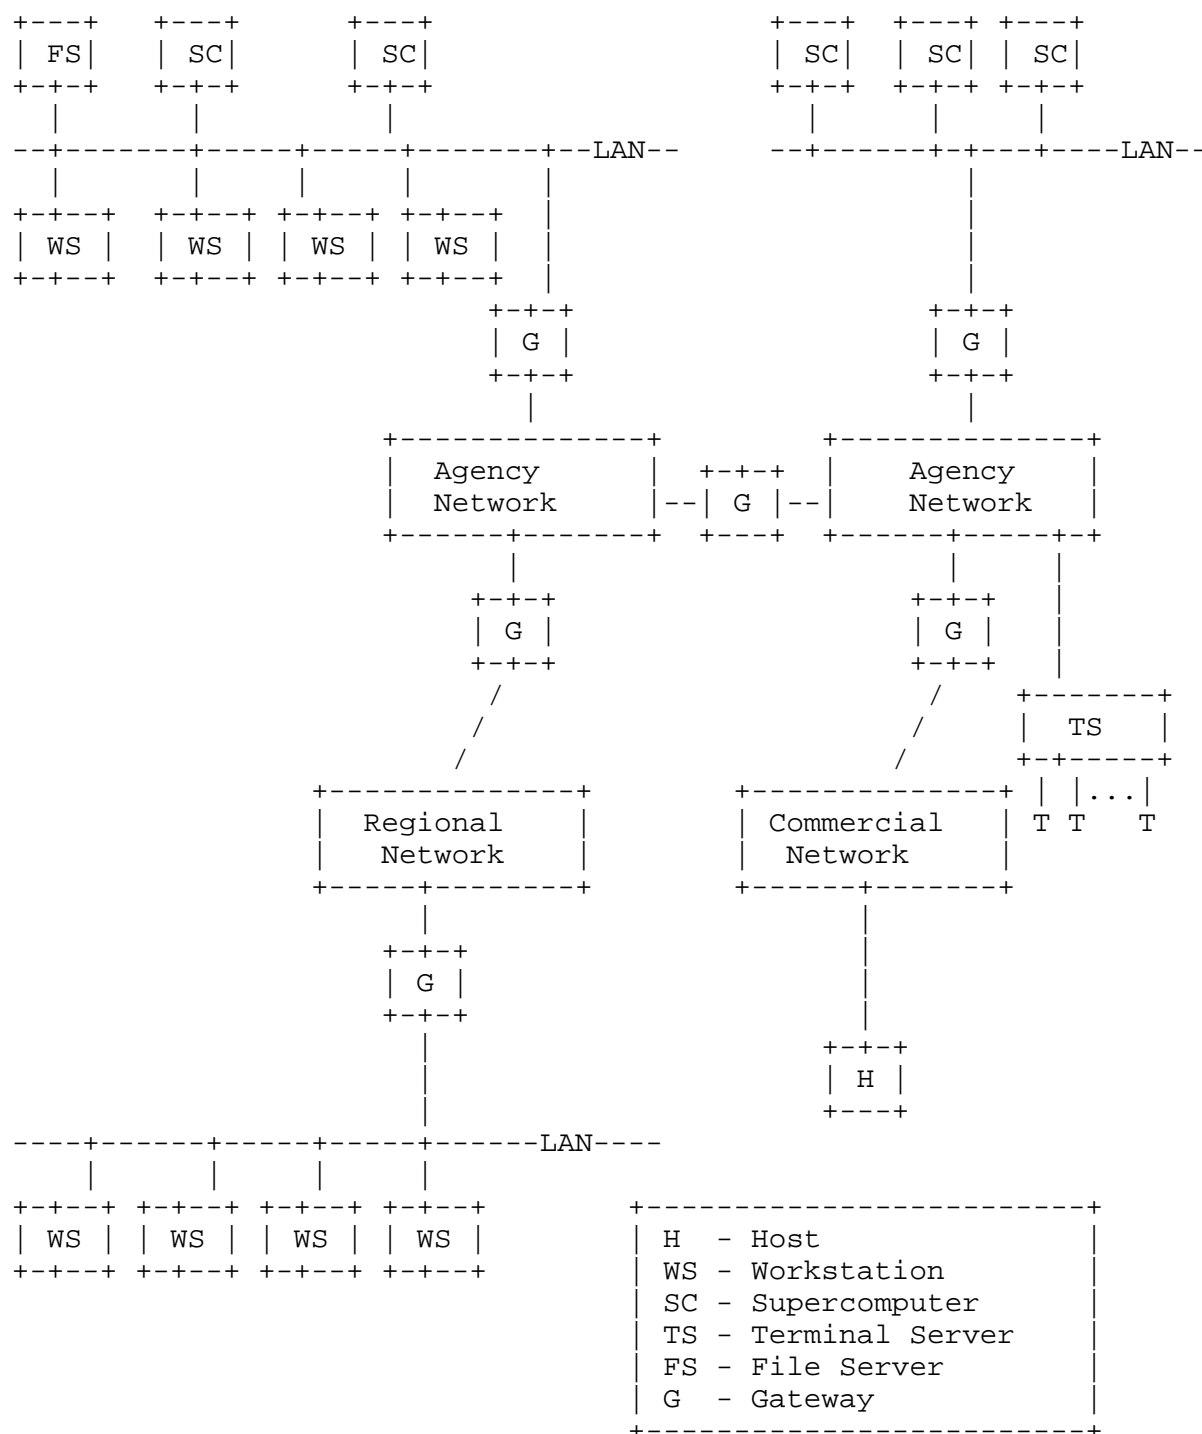 FS SC SC SC SC SC
LAN LAN
WS WS WS WS
G G
Agency Agency
Network G Network
G G
TS
Regional Commercial T T ... T
Network Network
G
H
LAN
WS WS WS WS
H - Host
WS - Workstation
SC - Supercomputer
TS - Terminal Server
FS - File Server
G - Gateway